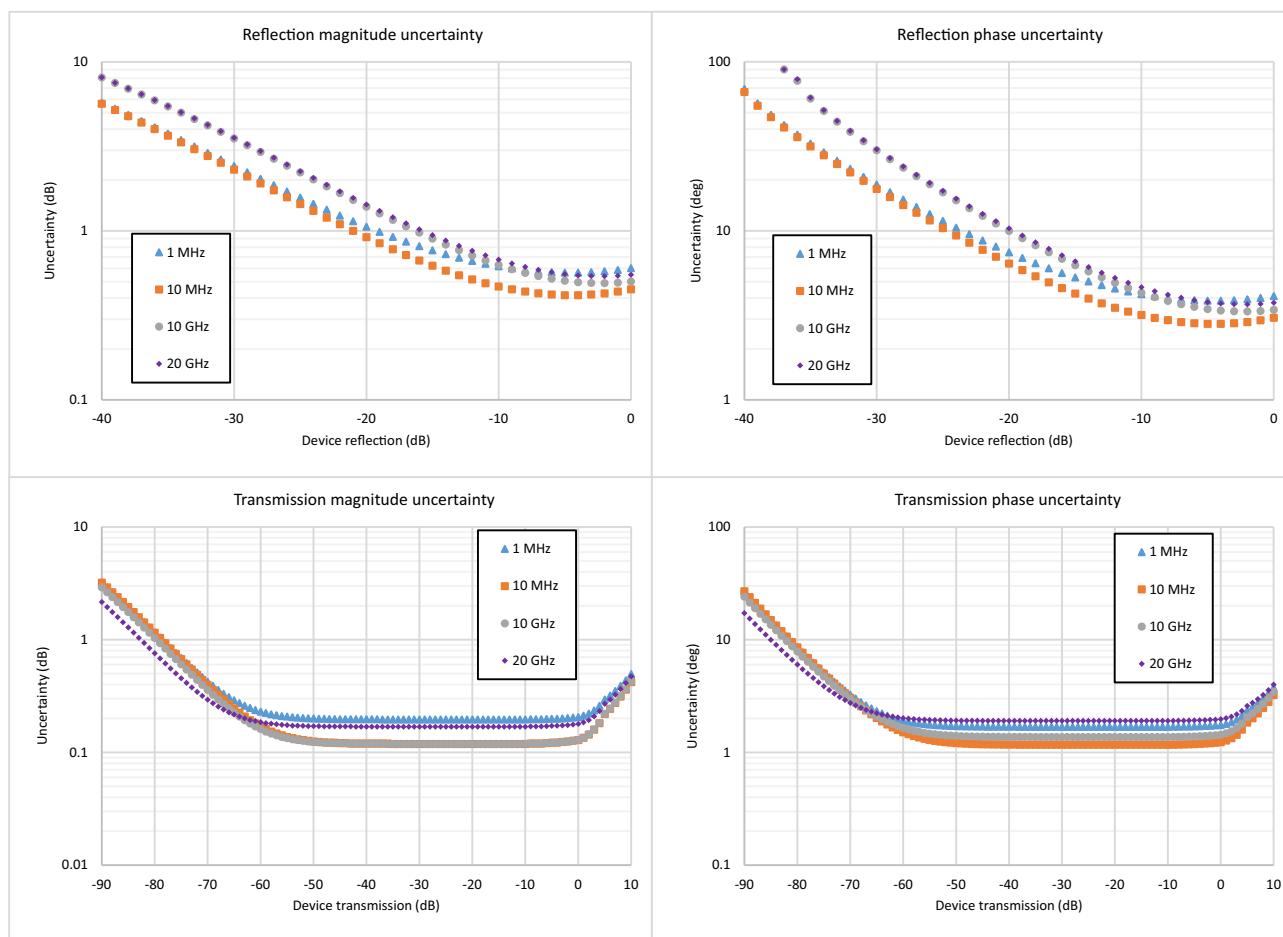 Reflection magnitude uncertainty
10
1
0.1
Uncertainty (dB)
1 MHz
10 MHz
10 GHz
20 GHz
-40
-30
-20
-10
0
Device reflection (dB)
Reflection phase uncertainty
100
10
1
Uncertainty (deg)
1 MHz
10 MHz
10 GHz
20 GHz
-40
-30
-20
-10
0
Device reflection (dB)
Transmission magnitude uncertainty
10
1
0.1
0.01
Uncertainty (dB)
1 MHz
10 MHz
10 GHz
20 GHz
-90
-80
-70
-60
-50
-40
-30
-20
-10
0
10
Device transmission (dB)
Transmission phase uncertainty
100
10
1
0.1
Uncertainty (deg)
1 MHz
10 MHz
10 GHz
20 GHz
-90
-80
-70
-60
-50
-40
-30
-20
-10
0
10
Device transmission (dB)